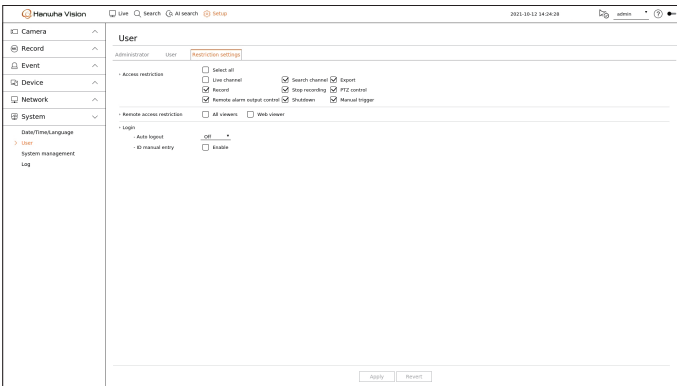 Hanwha Vision Live Search AI search Setup 2021-10-12 14:24:28 admin ?
Camera
User
Record
Administrator User Restriction settings
Event
Select all
Access restriction
Live channel Search channel Export
Device
Record Stop recording PTZ control
Network
Remote alarm output control Shutdown Manual trigger
System
Remote access restriction All viewers Web viewer
Login
Date/Time/Language
- Auto logout Off
> User
- ID manual entry Enable
System management
Log
Apply Revert